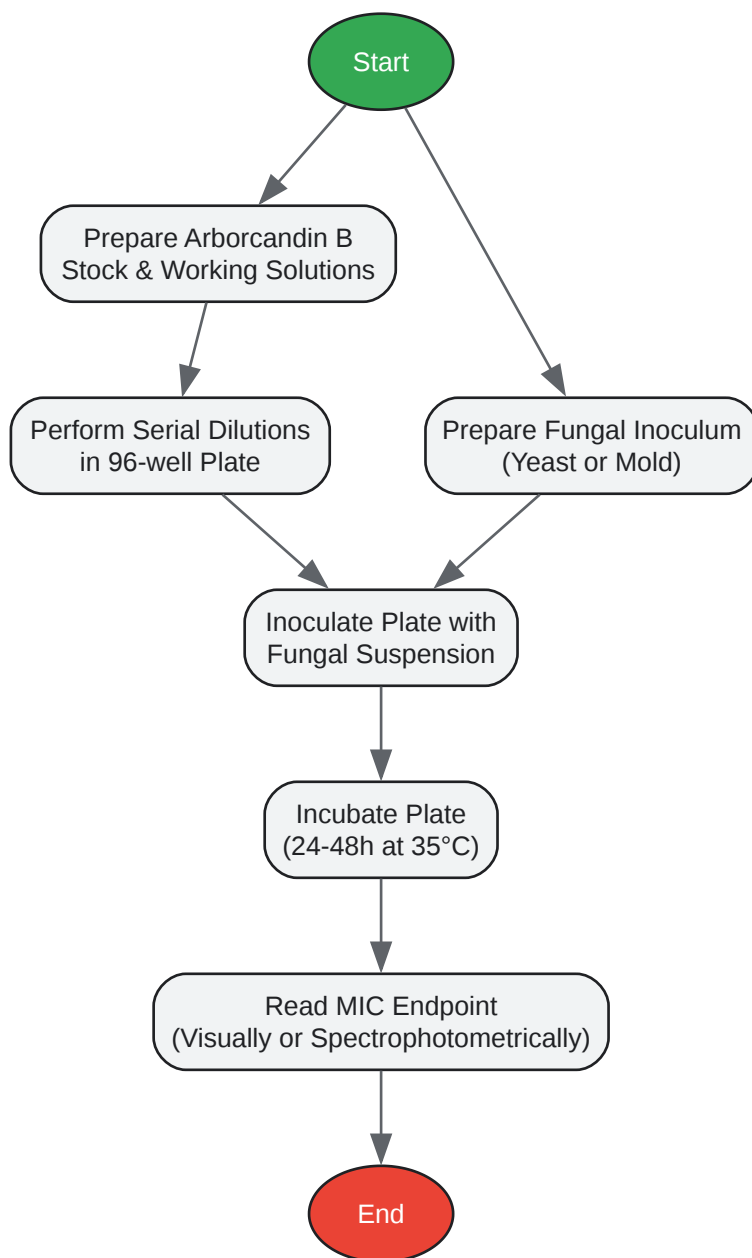 Start
Prepare Arborcandin B
Stock & Working Solutions
Perform Serial Dilutions
in 96-well Plate
Prepare Fungal Inoculum
(Yeast or Mold)
Inoculate Plate with
Fungal Suspension
Incubate Plate
(24-48h at 35°C)
Read MIC Endpoint
(Visually or Spectrophotometrically)
End